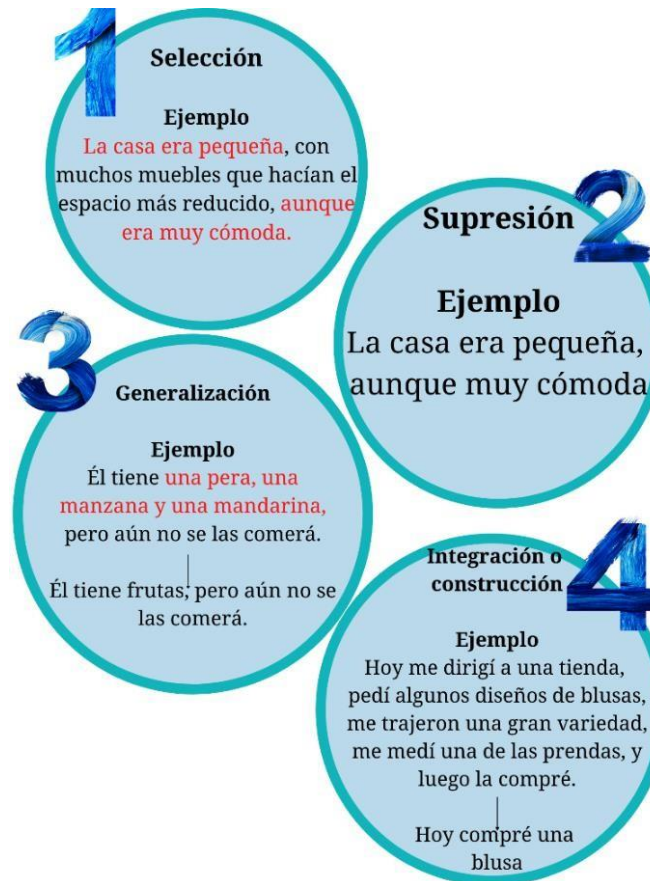 1
Selección
Ejemplo
La casa era pequeña, con
muchos muebles que hacían el
espacio más reducido, aunque
era muy cómoda.
2
Supresión
Ejemplo
La casa era pequeña,
aunque muy cómoda
3
Generalización
Ejemplo
Él tiene una pera, una
manzana y una mandarina,
pero aún no se las comerá.
Él tiene frutas, pero aún no se
las comerá.
4
Integración o
construcción
Ejemplo
Hoy me dirigí a una tienda,
pedí algunos diseños de blusas,
me trajeron una gran variedad,
me medí una de las prendas, y
luego la compré.
Hoy compré una
blusa